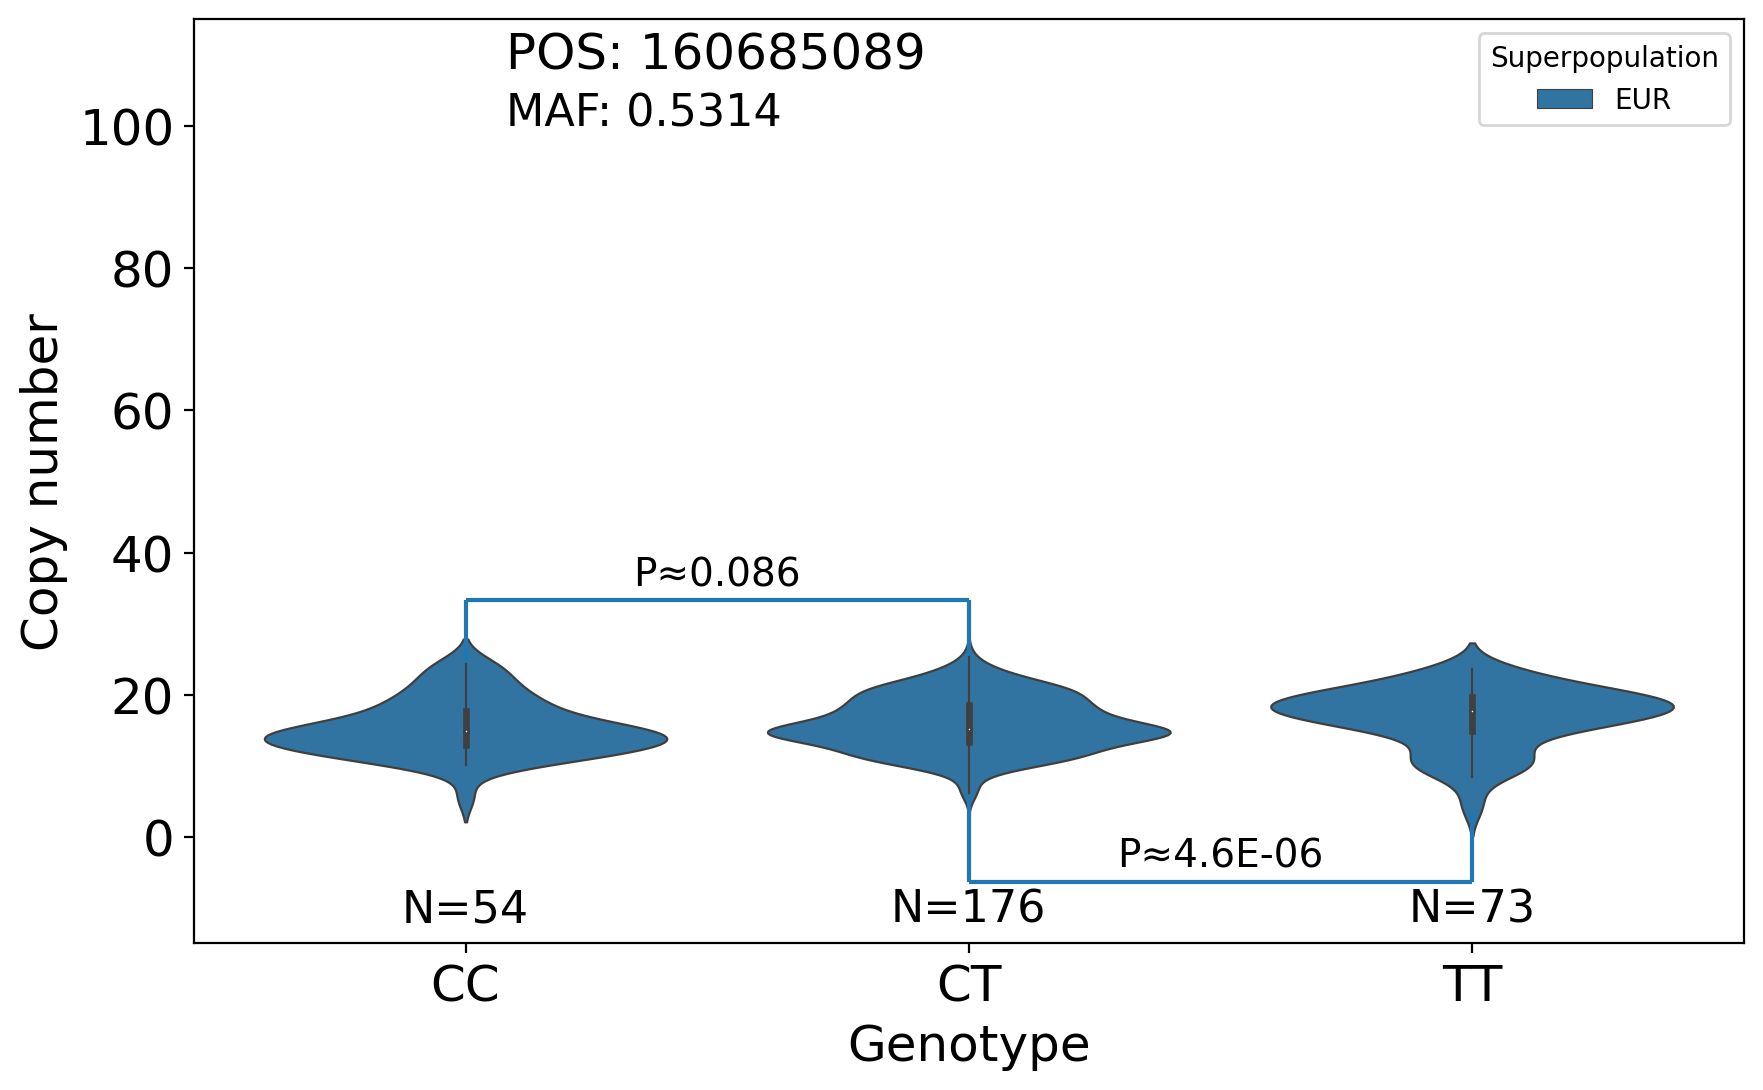 POS: 160685089
MAF: 0.5314
Superpopulation
EUR
Copy number
100
80
60
40
20
0
P≈0.086
P≈4.6E-06
N=54
N=176
N=73
CC
CT
TT
Genotype